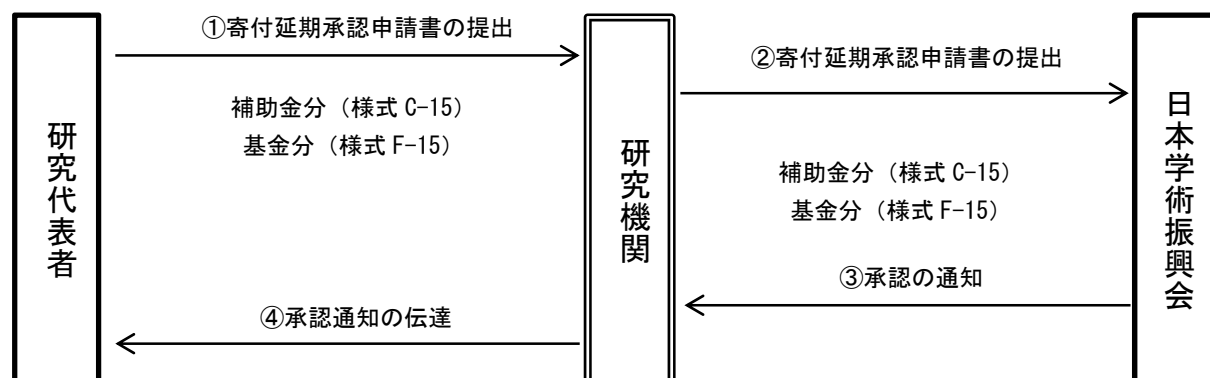 ①寄付延期承認申請書の提出
補助金分（様式 C-15）
基金分（様式 F-15）
②寄付延期承認申請書の提出
補助金分（様式 C-15）
基金分（様式 F-15）
③承認の通知
④承認通知の伝達
研究代表者
研究機関
日本学術振興会